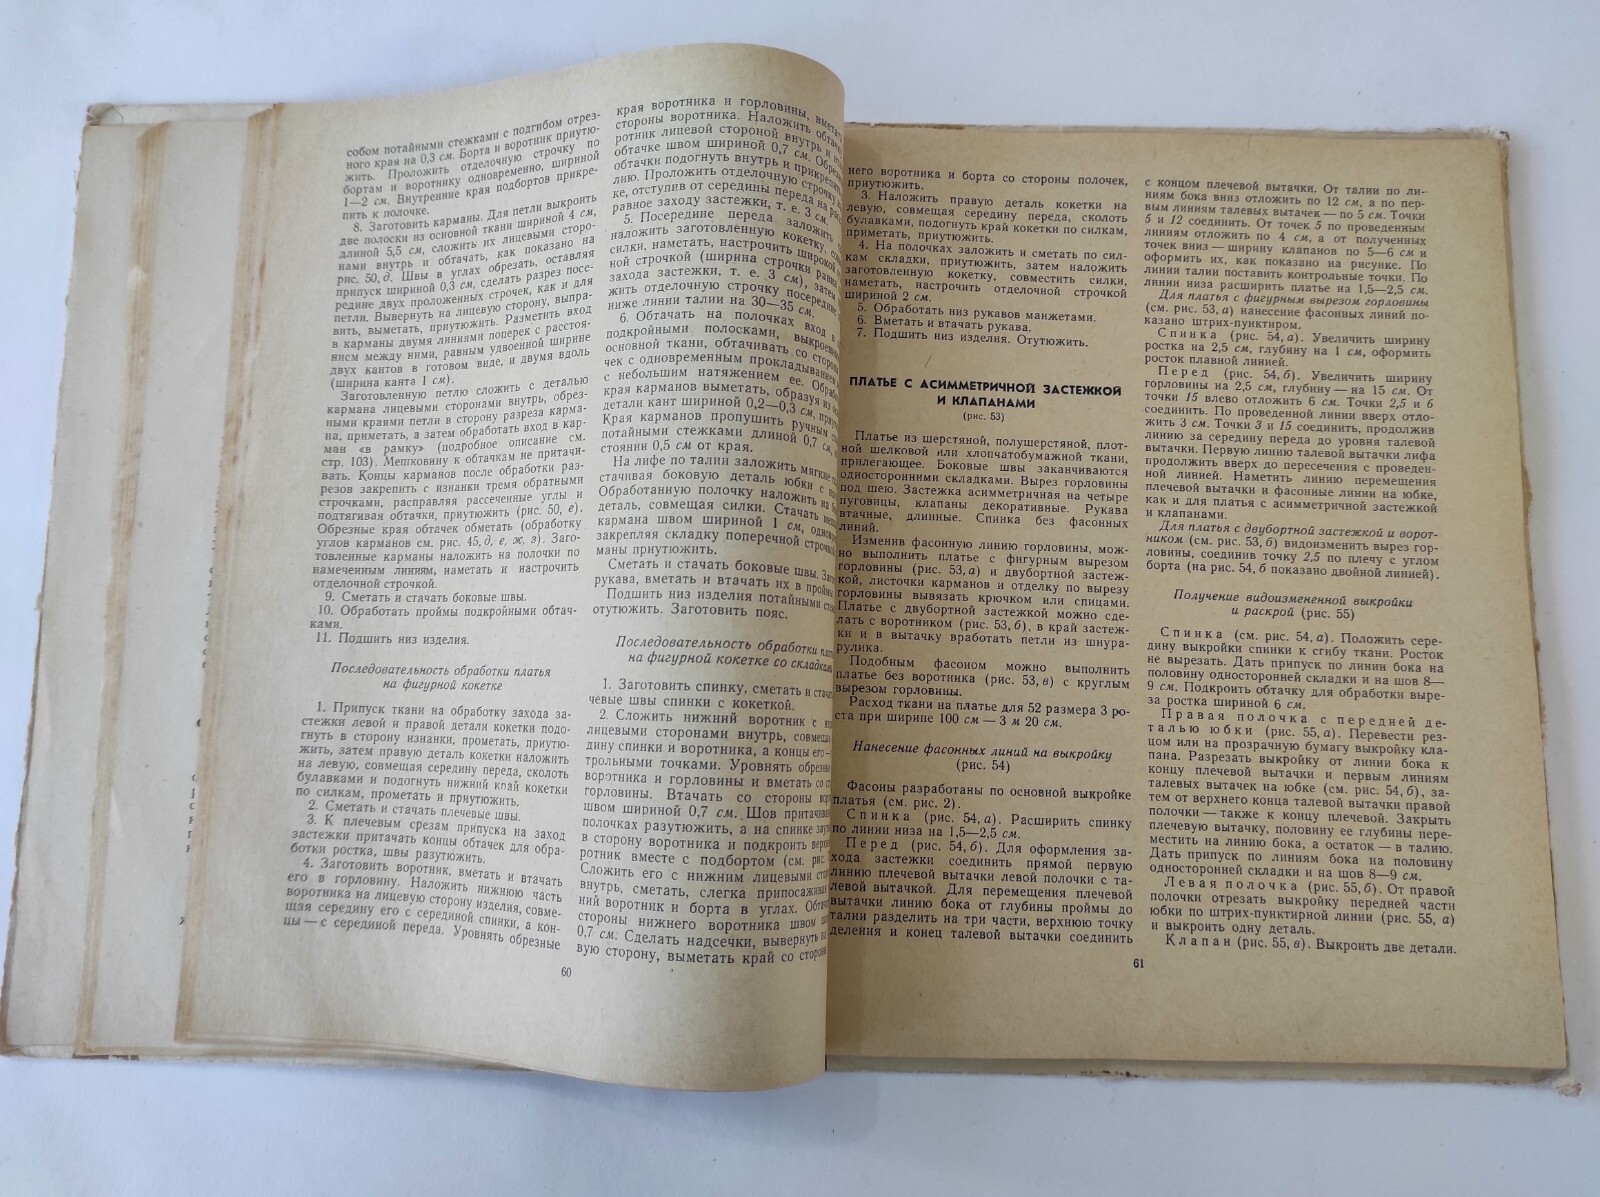 собом потайными стежками с подгибом отрез-
ного края на 0,3 см. Борта и воротник приутю-
жить. Проложить отделочную строчку по
бортам и воротнику одновременно, шириной
1—2 см. Внутренние края подбортов прикре-
пить к полочке.
8. Заготовить карманы. Для петли выкроить
две полоски из основной ткани шириной 4 см,
длиной 5,5 см, сложить их лицевыми сторо-
нами внутрь и обтачать, как показано на
рис. 50, д. Швы в углах обрезать, оставляя
припуск шириной 0,3 см, сделать разрез посе-
редине двух проложенных строчек, как и для
петли. Вывернуть на лицевую сторону, выпра-
вить, выметать, приутюжить. Разметить вход
в карманы двумя линиями поперек с расстоя-
нием между ними, равным удвоенной ширине
двух кантов в готовом виде, и двумя вдоль
(ширина канта 1 см).
Заготовленную петлю сложить с деталью
кармана лицевыми сторонами внутрь, обрез-
ными краями петли в сторону разреза карма-
на, приметать, а затем обработать вход в кар-
ман «в рамку» (подробное описание см.
стр. 103). Мешковину к обтачкам не притачи-
вать. Концы карманов после обработки раз-
резов закрепить с изнанки тремя обратными
строчками, расправляя рассеченные углы и
подтягивая обтачки, приутюжить (рис. 50, е).
Обрезные края обтачек обметать (обработку
углов карманов см. рис. 45, д, е, ж, з). Заго-
товленные карманы наложить на полочки по
намеченным линиям, наметать и настрочить
отделочной строчкой.
9. Сметать и стачать боковые швы.
10. Обработать проймы подкройными обтач-
ками.
11. Подшить низ изделия.
Последовательность обработки платья
на фигурной кокетке
1. Припуск ткани на обработку захода за-
стежки левой и правой детали кокетки подо-
гнуть в сторону изнанки, прометать, приутю-
жить, затем правую деталь кокетки наложить
на левую, совмещая середину переда, сколоть
булавками и подогнуть нижний край кокетки
по силкам, прометать и приутюжить.
2. Сметать и стачать плечевые швы.
3. К плечевым срезам припуска на заход
застежки притачать концы обтачек для обра-
ботки ростка, швы разутюжить.
4. Заготовить воротник, вметать и втачать
его в горловину. Наложить нижнюю часть
воротника на лицевую сторону изделия, совме-
щая середину его с серединой спинки, а кон-
цы — с серединой переда. Уровнять обрезные
60
края воротника и горловины, вметать
стороны воротника. Наложить обтачку
ротник лицевой стороной внутрь и
обтачке швом шириной 0,7 см.
обтачки подогнуть внутрь и прикрепить
лию. Проложить отделочную строчку
ке, отступив от середины переда на
равное заходу застежки, т. е. 3 см.
5. Посередине переда заложить
наложить заготовленную кокетку,
силки, наметать, настрочить широкой
ной строчкой (ширина строчки равна
захода застежки, т. е. 3 см), затем
жить отделочную строчку посередине
ниже линии талии на 30—35 см.
6. Обтачать на полочках вход в
подкройными полосками,
основной ткани, обтачивать со стороны
чек с одновременным прокладыванием
с небольшим натяжением ее.
края карманов выметать, образуя из
детали кант шириной 0,2—0,3 см,
Края карманов пропушить ручным
потайными стежками длиной 0,7 см,
стоянии 0,5 см от края.
На лифе по талии заложить мягкие
стачивая боковую деталь юбки с
Обработанную полочку наложить на
деталь, совмещая силки. Стачать
кармана швом шириной 1 см,
закрепляя складку поперечной строчкой
маны приутюжить.
Сметать и стачать боковые швы.
рукава, вметать и втачать их в проймы.
Подшить низ изделия потайными
отутюжить. Заготовить пояс.
Последовательность обработки
на фигурной кокетке со складками
1. Заготовить спинку, сметать и стачать
чевые швы спинки с кокеткой.
2. Сложить нижний воротник с
лицевыми сторонами внутрь, совмещая
дину спинки и воротника, а концы его —
трольными точками. Уровнять обрезные
воротника и горловины и вметать со
горловины. Втачать со стороны
швом шириной 0,7 см. Шов притачивания
полочках разутюжить, а на спинке
в сторону воротника и подкроить
ротник вместе с подбортом (см. рис.
Сложить его с нижним лицевыми
внутрь, сметать, слегка припосаживая
ний воротник и борта в углах.
стороны нижнего воротника швом
0,7 см. Сделать надсечки, вывернуть на
вую сторону, выметать край со стороны
него воротника и борта со стороны полочек,
приутюжить.
3. Наложить правую деталь кокетки на
левую, совмещая середину переда, сколоть
булавками, подогнуть край кокетки по силкам,
приметать, приутюжить.
4. На полочках заложить и сметать по сил-
кам складки, приутюжить, затем наложить
заготовленную кокетку, совместить силки,
наметать, настрочить отделочной строчкой
шириной 2 см.
5. Обработать низ рукавов манжетами.
6. Вметать и втачать рукава.
7. Подшить низ изделия. Отутюжить.
ПЛАТЬЕ С АСИММЕТРИЧНОЙ ЗАСТЕЖКОЙ
И КЛАПАНАМИ
(рис. 53)
Платье из шерстяной, полушерстяной, плот-
ной шелковой или хлопчатобумажной ткани,
прилегающее. Боковые швы заканчиваются
односторонними складками. Вырез горловины
под шею. Застежка асимметричная на четыре
пуговицы, клапаны декоративные. Рукава
втачные, длинные. Спинка без фасонных
линий.
Изменив фасонную линию горловины, мож-
но выполнить платье с фигурным вырезом
горловины (рис. 53, а) и двубортной застеж-
кой, листочки карманов и отделку по вырезу
горловины вывязать крючком или спицами.
Платье с двубортной застежкой можно сде-
лать с воротником (рис. 53, б), в край застеж-
ки и в вытачку вработать петли из шнура-
рулика.
Подобным фасоном можно выполнить
платье без воротника (рис. 53, в) с круглым
вырезом горловины.
Расход ткани на платье для 52 размера 3 ро-
ста при ширине 100 см — 3 м 20 см.
Нанесение фасонных линий на выкройку
(рис. 54)
Фасоны разработаны по основной выкройке
платья (см. рис. 2).
Спинка (рис. 54, а). Расширить спинку
по линии низа на 1,5—2,5 см.
Перед (рис. 54, б). Для оформления за-
хода застежки соединить прямой первую
линию плечевой вытачки левой полочки с та-
левой вытачкой. Для перемещения плечевой
вытачки линию бока от глубины проймы до
талии разделить на три части, верхнюю точку
деления и конец талевой вытачки соединить
с концом плечевой вытачки. От талии по ли-
ниям бока вниз отложить по 12 см, а по пер-
вым линиям талевых вытачек — по 5 см. Точки
5 и 12 соединить. От точек 5 по проведенным
линиям отложить по 4 см, а от полученных
точек вниз — ширину клапанов по 5—6 см и
оформить их, как показано на рисунке. По
линии талии поставить контрольные точки. По
линии низа расширить платье на 1,5—2,5 см.
Для платья с фигурным вырезом горловины
(см. рис. 53, а) нанесение фасонных линий по-
казано штрих-пунктиром.
Спинка (рис. 54, а). Увеличить ширину
ростка на 2,5 см, глубину на 1 см, оформить
росток плавной линией.
Перед (рис. 54, б). Увеличить ширину
горловины на 2,5 см, глубину — на 15 см. От
точки 15 влево отложить 6 см. Точки 2,5 и 6
соединить. По проведенной линии вверх отло-
жить 3 см. Точки 3 и 15 соединить, продолжив
линию за середину переда до уровня талевой
вытачки. Первую линию талевой вытачки лифа
продолжить вверх до пересечения с проведен-
ной линией. Наметить линию перемещения
плечевой вытачки и фасонные линии на юбке,
как и для платья с асимметричной застежкой
и клапанами.
Для платья с двубортной застежкой и ворот-
ником (см. рис. 53, б) видоизменить вырез гор-
ловины, соединив точку 2,5 по плечу с углом
борта (на рис. 54, б показано двойной линией).
Получение видоизмененной выкройки
и раскрой (рис. 55)
Спинка (см. рис. 54, а). Положить сере-
дину выкройки спинки к сгибу ткани. Росток
не вырезать. Дать припуск по линии бока на
половину односторонней складки и на шов 8—
9 см. Подкроить обтачку для обработки выре-
за ростка шириной 6 см.
Правая полочка с передней де-
талью юбки (рис. 55, а). Перевести рез-
цом или на прозрачную бумагу выкройку кла-
пана. Разрезать выкройку от линии бока к
концу плечевой вытачки и первым линиям
талевых вытачек на юбке (см. рис. 54, б), за-
тем от верхнего конца талевой вытачки правой
полочки — также к концу плечевой. Закрыть
плечевую вытачку, половину ее глубины пере-
местить на линию бока, а остаток — в талию.
Дать припуск по линиям бока на половину
односторонней складки и на шов 8—9 см.
Левая полочка (рис. 55, б). От правой
полочки отрезать выкройку передней части
юбки по штрих-пунктирной линии (рис. 55, а)
и выкроить одну деталь.
Клапан (рис. 55, в). Выкроить две детали.
61